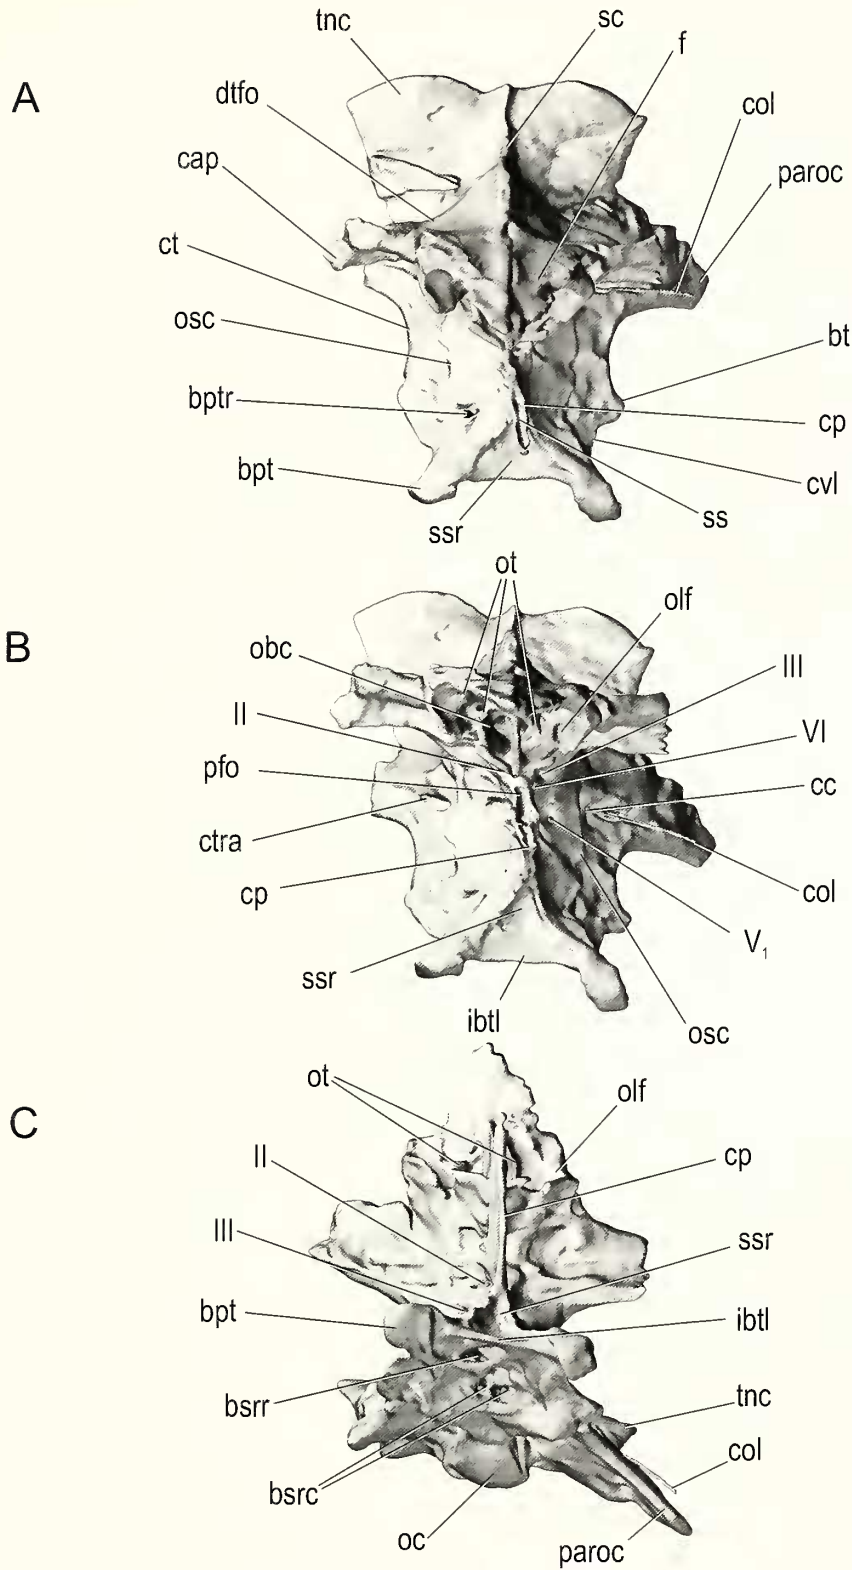 A
tnc
sc
f
dtfo
col
cap
paroc
ct
osc
bt
bptr
cp
bpt
cvl
ssr
ss
B
ot
olf
obc
III
II
VI
pfo
cc
ctra
cp
col
V₁
ssr
osc
ibtl
C
ot
olf
II
cp
III
ssr
bpt
ibtl
bsrr
tnc
col
bsrc
oc
paroc